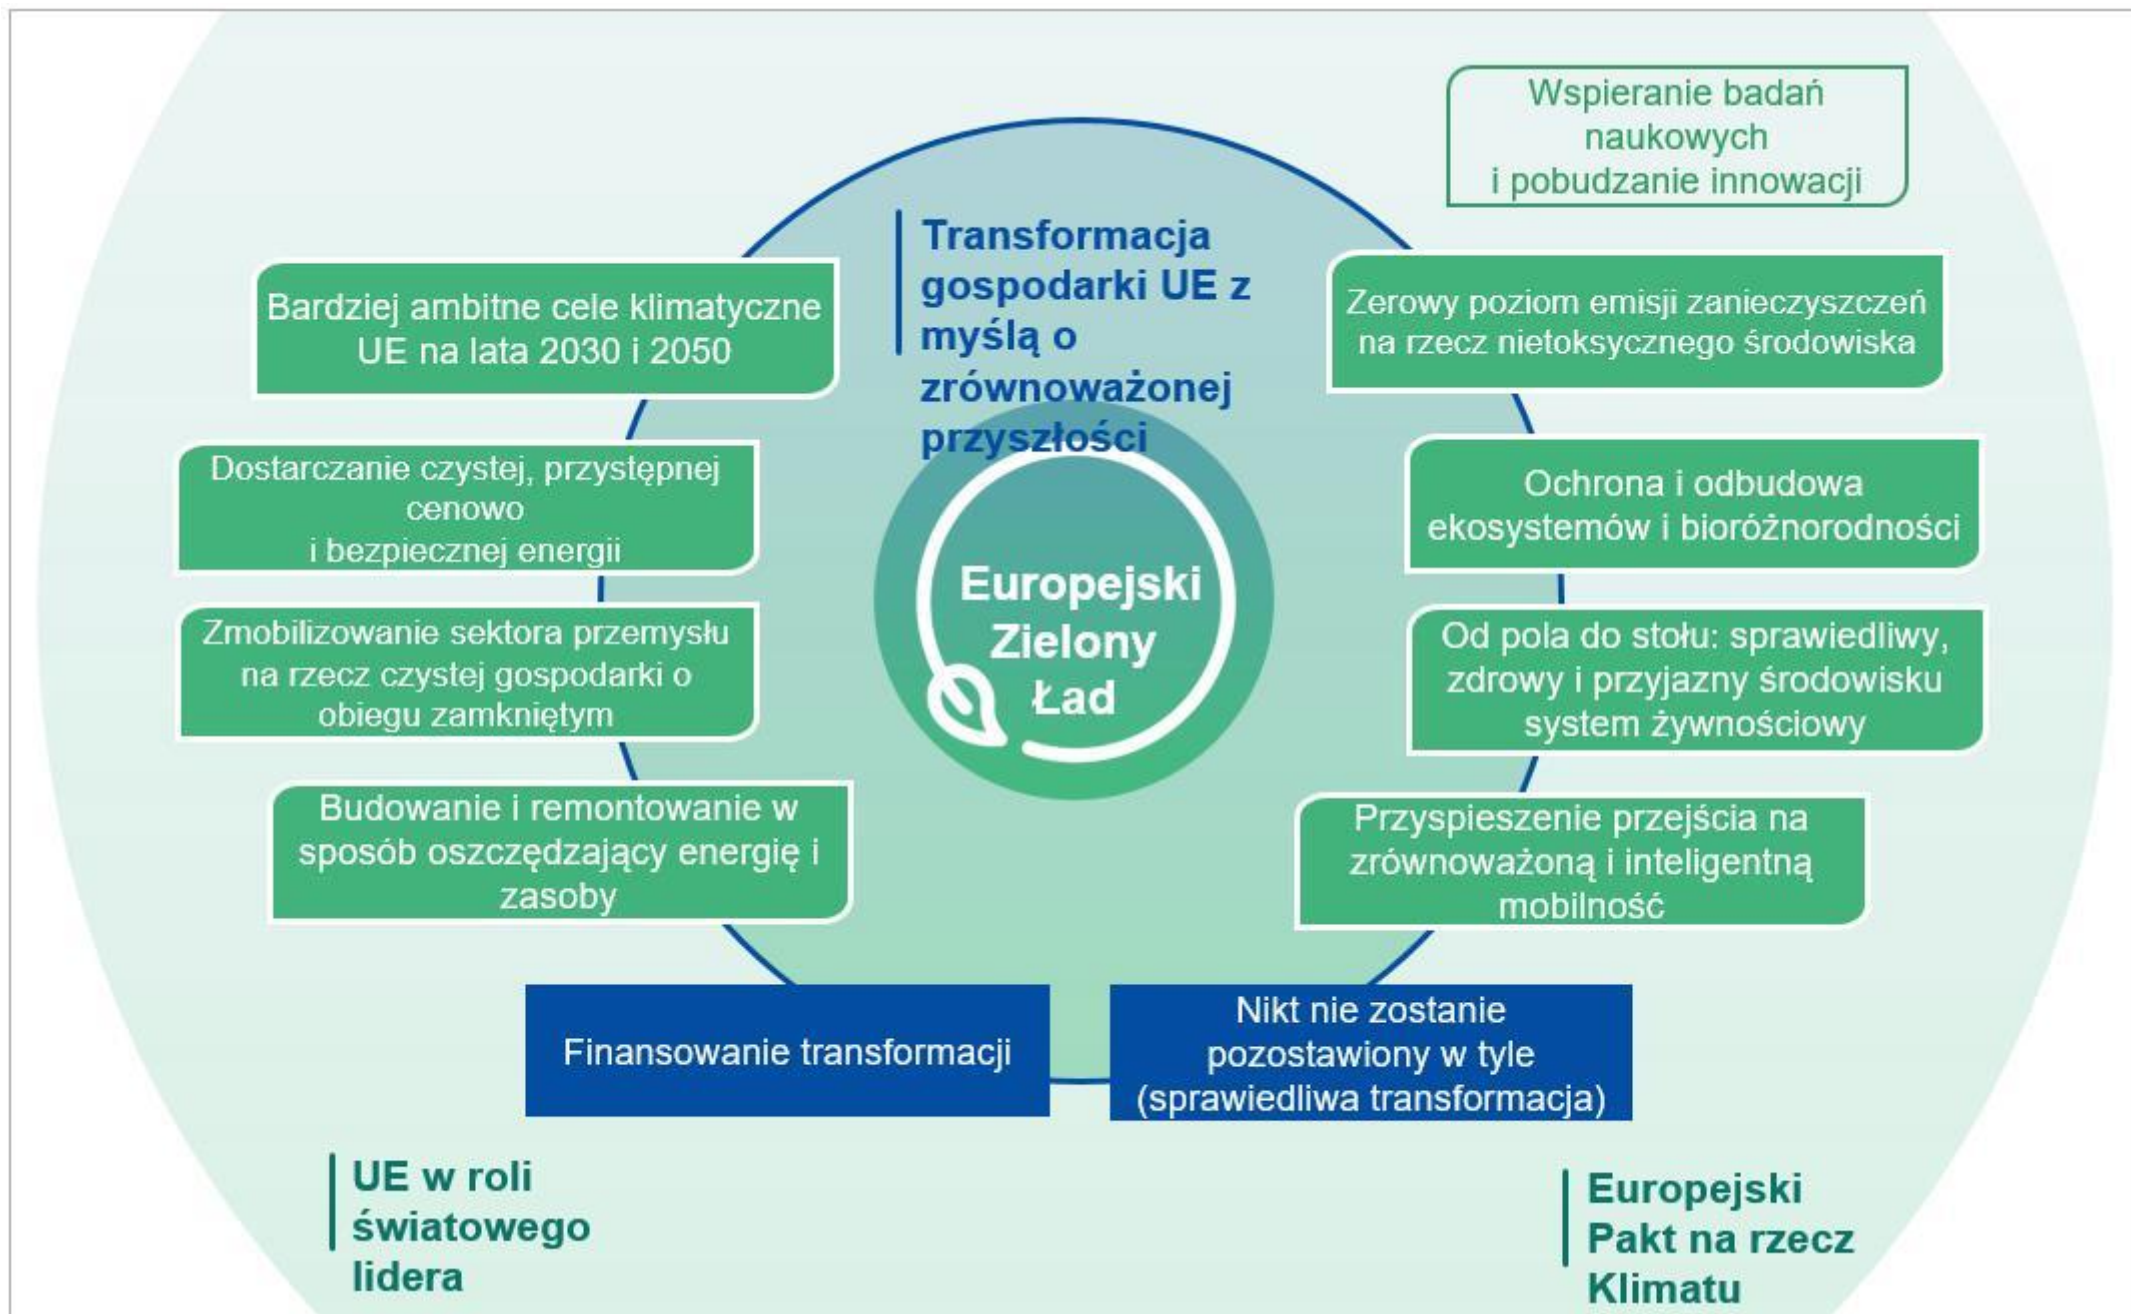 Wspieranie badań
naukowych
i pobudzanie innowacji
Transformacja
gospodarki UE z
myślą o
zrównoważonej
przyszłości
Bardziej ambitne cele klimatyczne
UE na lata 2030 i 2050
Zerowy poziom emisji zanieczyszczeń
na rzecz nietoksycznego środowiska
Dostarczanie czystej, przystępnej
cenowo
i bezpiecznej energii
Ochrona i odbudowa
ekosystemów i bioróżnorodności
Europejski
Zielony
Ład
Zmobilizowanie sektora przemysłu
na rzecz czystej gospodarki o
obiegu zamkniętym
Od pola do stołu: sprawiedliwy,
zdrowy i przyjazny środowisku
system żywnościowy
Budowanie i remontowanie w
sposób oszczędzający energię i
zasoby
Przyspieszenie przejścia na
zrównoważoną i inteligentną
mobilność
Finansowanie transformacji
Nikt nie zostanie
pozostawiony w tyle
(sprawiedliwa transformacja)
UE w roli
światowego
lidera
Europejski
Pakt na rzecz
Klimatu